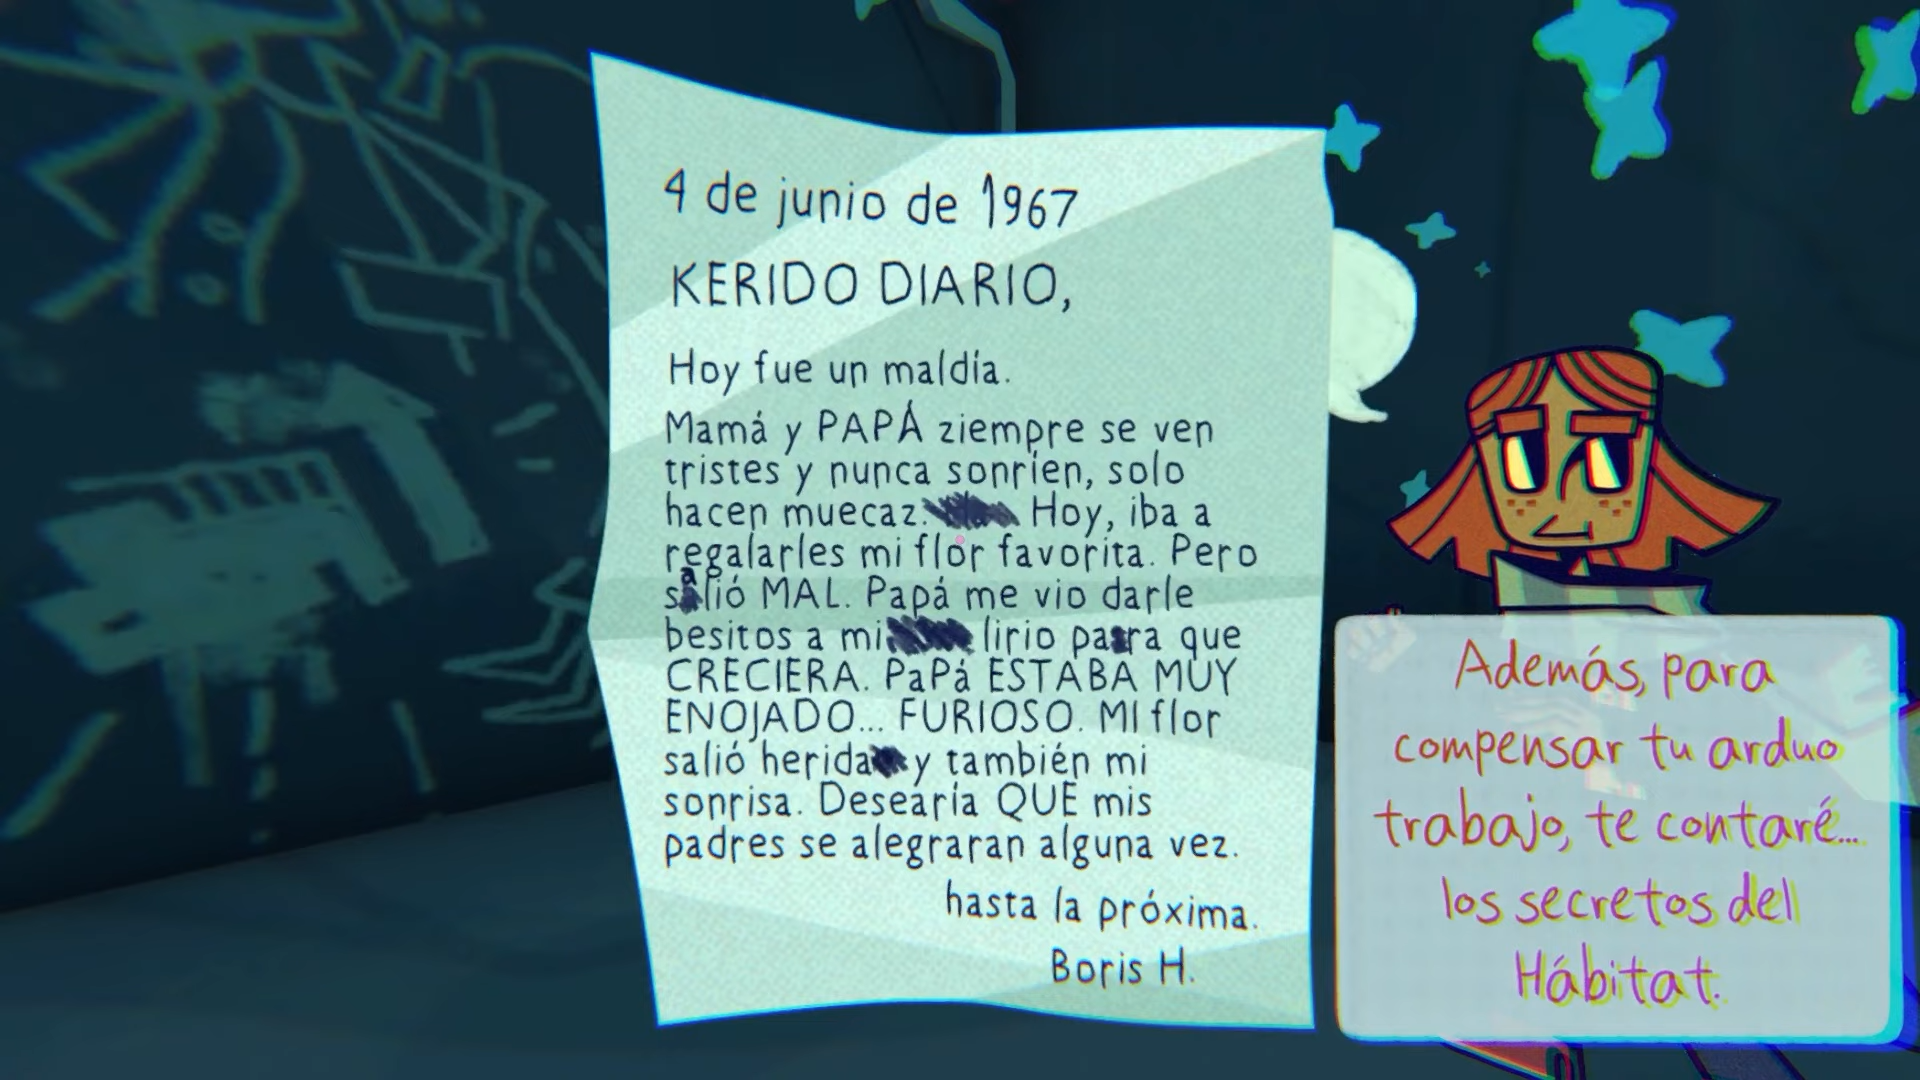 4 de junio de 1967
KERIDO DIARIO,
Hoy fue un maldía.
Mamá y PAPÁ ziempre se ven
tristes y nunca sonríen, solo
hacen muecaz. Hoy, iba a
regalarles mi flor favorita. Pero
salió MAL. Papá me vio darle
besitos a mi lirio para que
CRECIERA. PaPá ESTABA MUY
ENOJADO... FURIOSO. MI flor
salió herida y también mi
sonrisa. Desearía QUE mis
padres se alegraran alguna vez.
hasta la próxima.
Boris H.
Además, para
compensar tu arduo
trabajo, te contaré...
los secretos del
Hábitat.